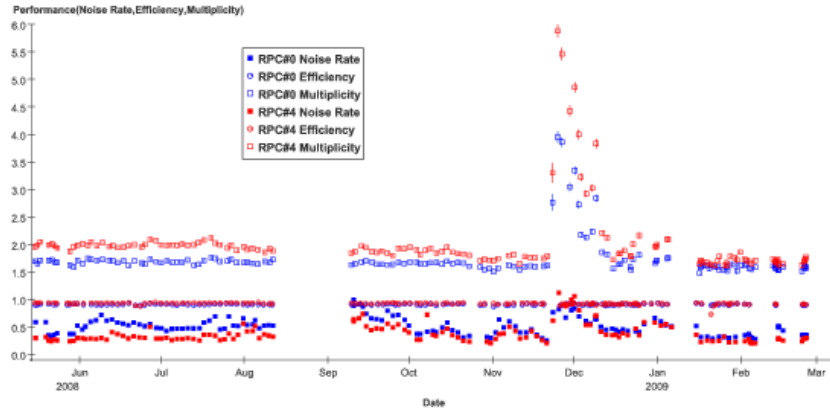 Performance(Noise Rate,Efficiency,Multiplicity)
6.0
5.5
5.0
4.5
4.0
3.5
3.0
2.5
2.0
1.5
1.0
0.5
0.0
RPC#0 Noise Rate
RPC#0 Efficiency
RPC#0 Multiplicity
RPC#4 Noise Rate
RPC#4 Efficiency
RPC#4 Multiplicity
Jun Jul Aug Sep Oct Nov Dec Jan Feb Mar
2008 2009
Date